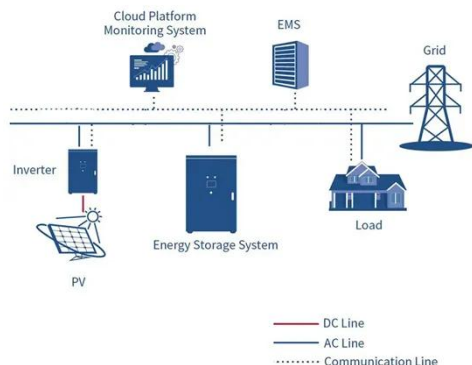 Cloud Platform
Monitoring System
EMS
Grid
Inverter
Energy Storage System
Load
PV
DC Line
AC Line
Communication Line